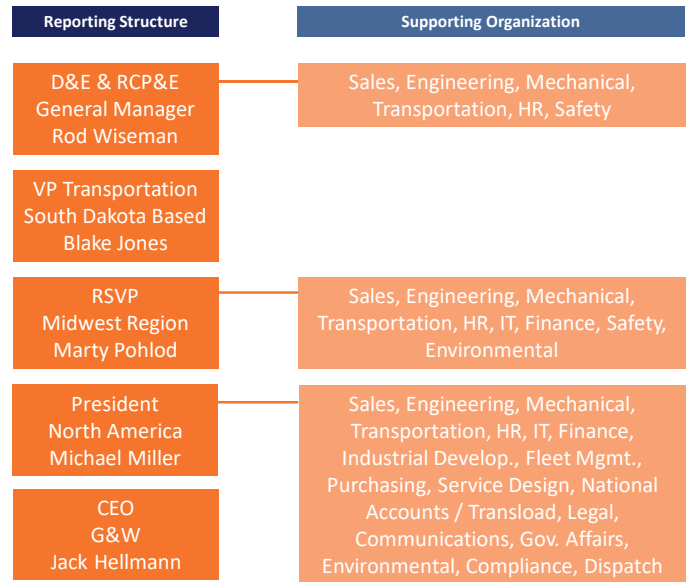 Reporting Structure
Supporting Organization
D&E & RCP&E
General Manager
Rod Wiseman
Sales, Engineering, Mechanical,
Transportation, HR, Safety
VP Transportation
South Dakota Based
Blake Jones
RSVP
Midwest Region
Marty Pohlod
Sales, Engineering, Mechanical,
Transportation, HR, IT, Finance, Safety,
Environmental
President
North America
Michael Miller
Sales, Engineering, Mechanical,
Transportation, HR, IT, Finance,
Industrial Develop., Fleet Mgmt.,
Purchasing, Service Design, National
Accounts / Transload, Legal,
Communications, Gov. Affairs,
Environmental, Compliance, Dispatch
CEO
G&W
Jack Hellmann